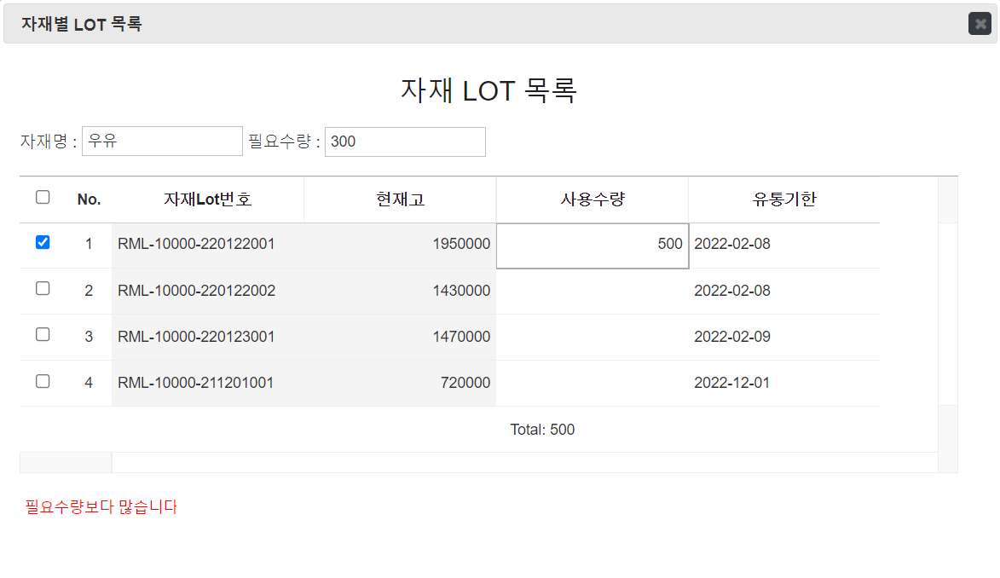 자재별 LOT 목록
자재 LOT 목록
자재명 : 우유 필요수량 : 300
No. 자재Lot번호 현재고 사용수량 유통기한
1 RML-10000-220122001 1950000 500 2022-02-08
2 RML-10000-220122002 1430000 2022-02-08
3 RML-10000-220123001 1470000 2022-02-09
4 RML-10000-211201001 720000 2022-12-01
Total: 500
필요수량보다 많습니다